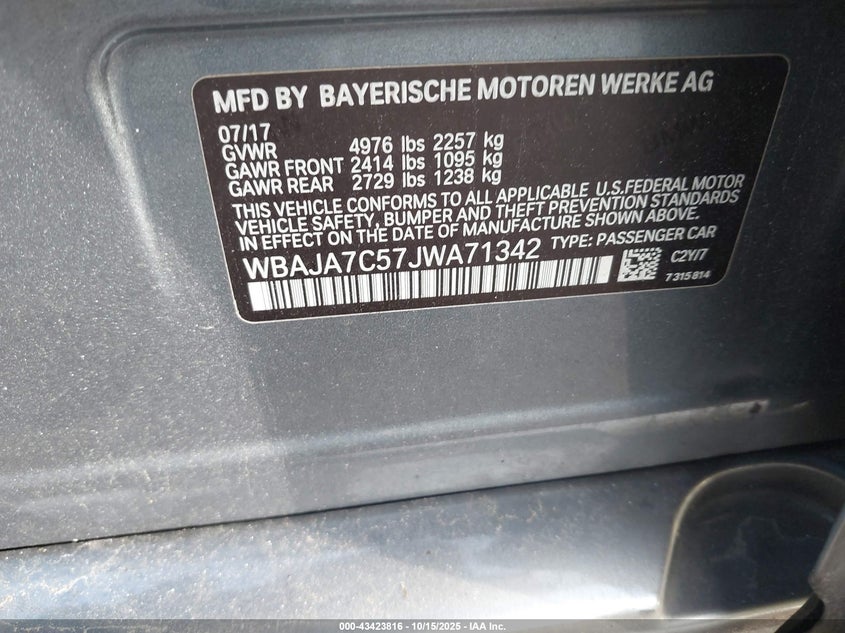 MFD BY BAYERISCHE MOTOREN WERKE AG
07/17
GVWR 4976 lbs 2257 kg
GAWR FRONT 2414 lbs 1095 kg
GAWR REAR 2729 lbs 1238 kg
THIS VEHICLE CONFORMS TO ALL APPLICABLE U.S.FEDERAL MOTOR
VEHICLE SAFETY, BUMPER AND THEFT PREVENTION STANDARDS
IN EFFECT ON THE DATE OF MANUFACTURE SHOWN ABOVE.
WBAJA7C57JWA71342 TYPE: PASSENGER CAR
C2Y/7
7315814
000-43423816 - 10/15/2025 - IAA Inc.